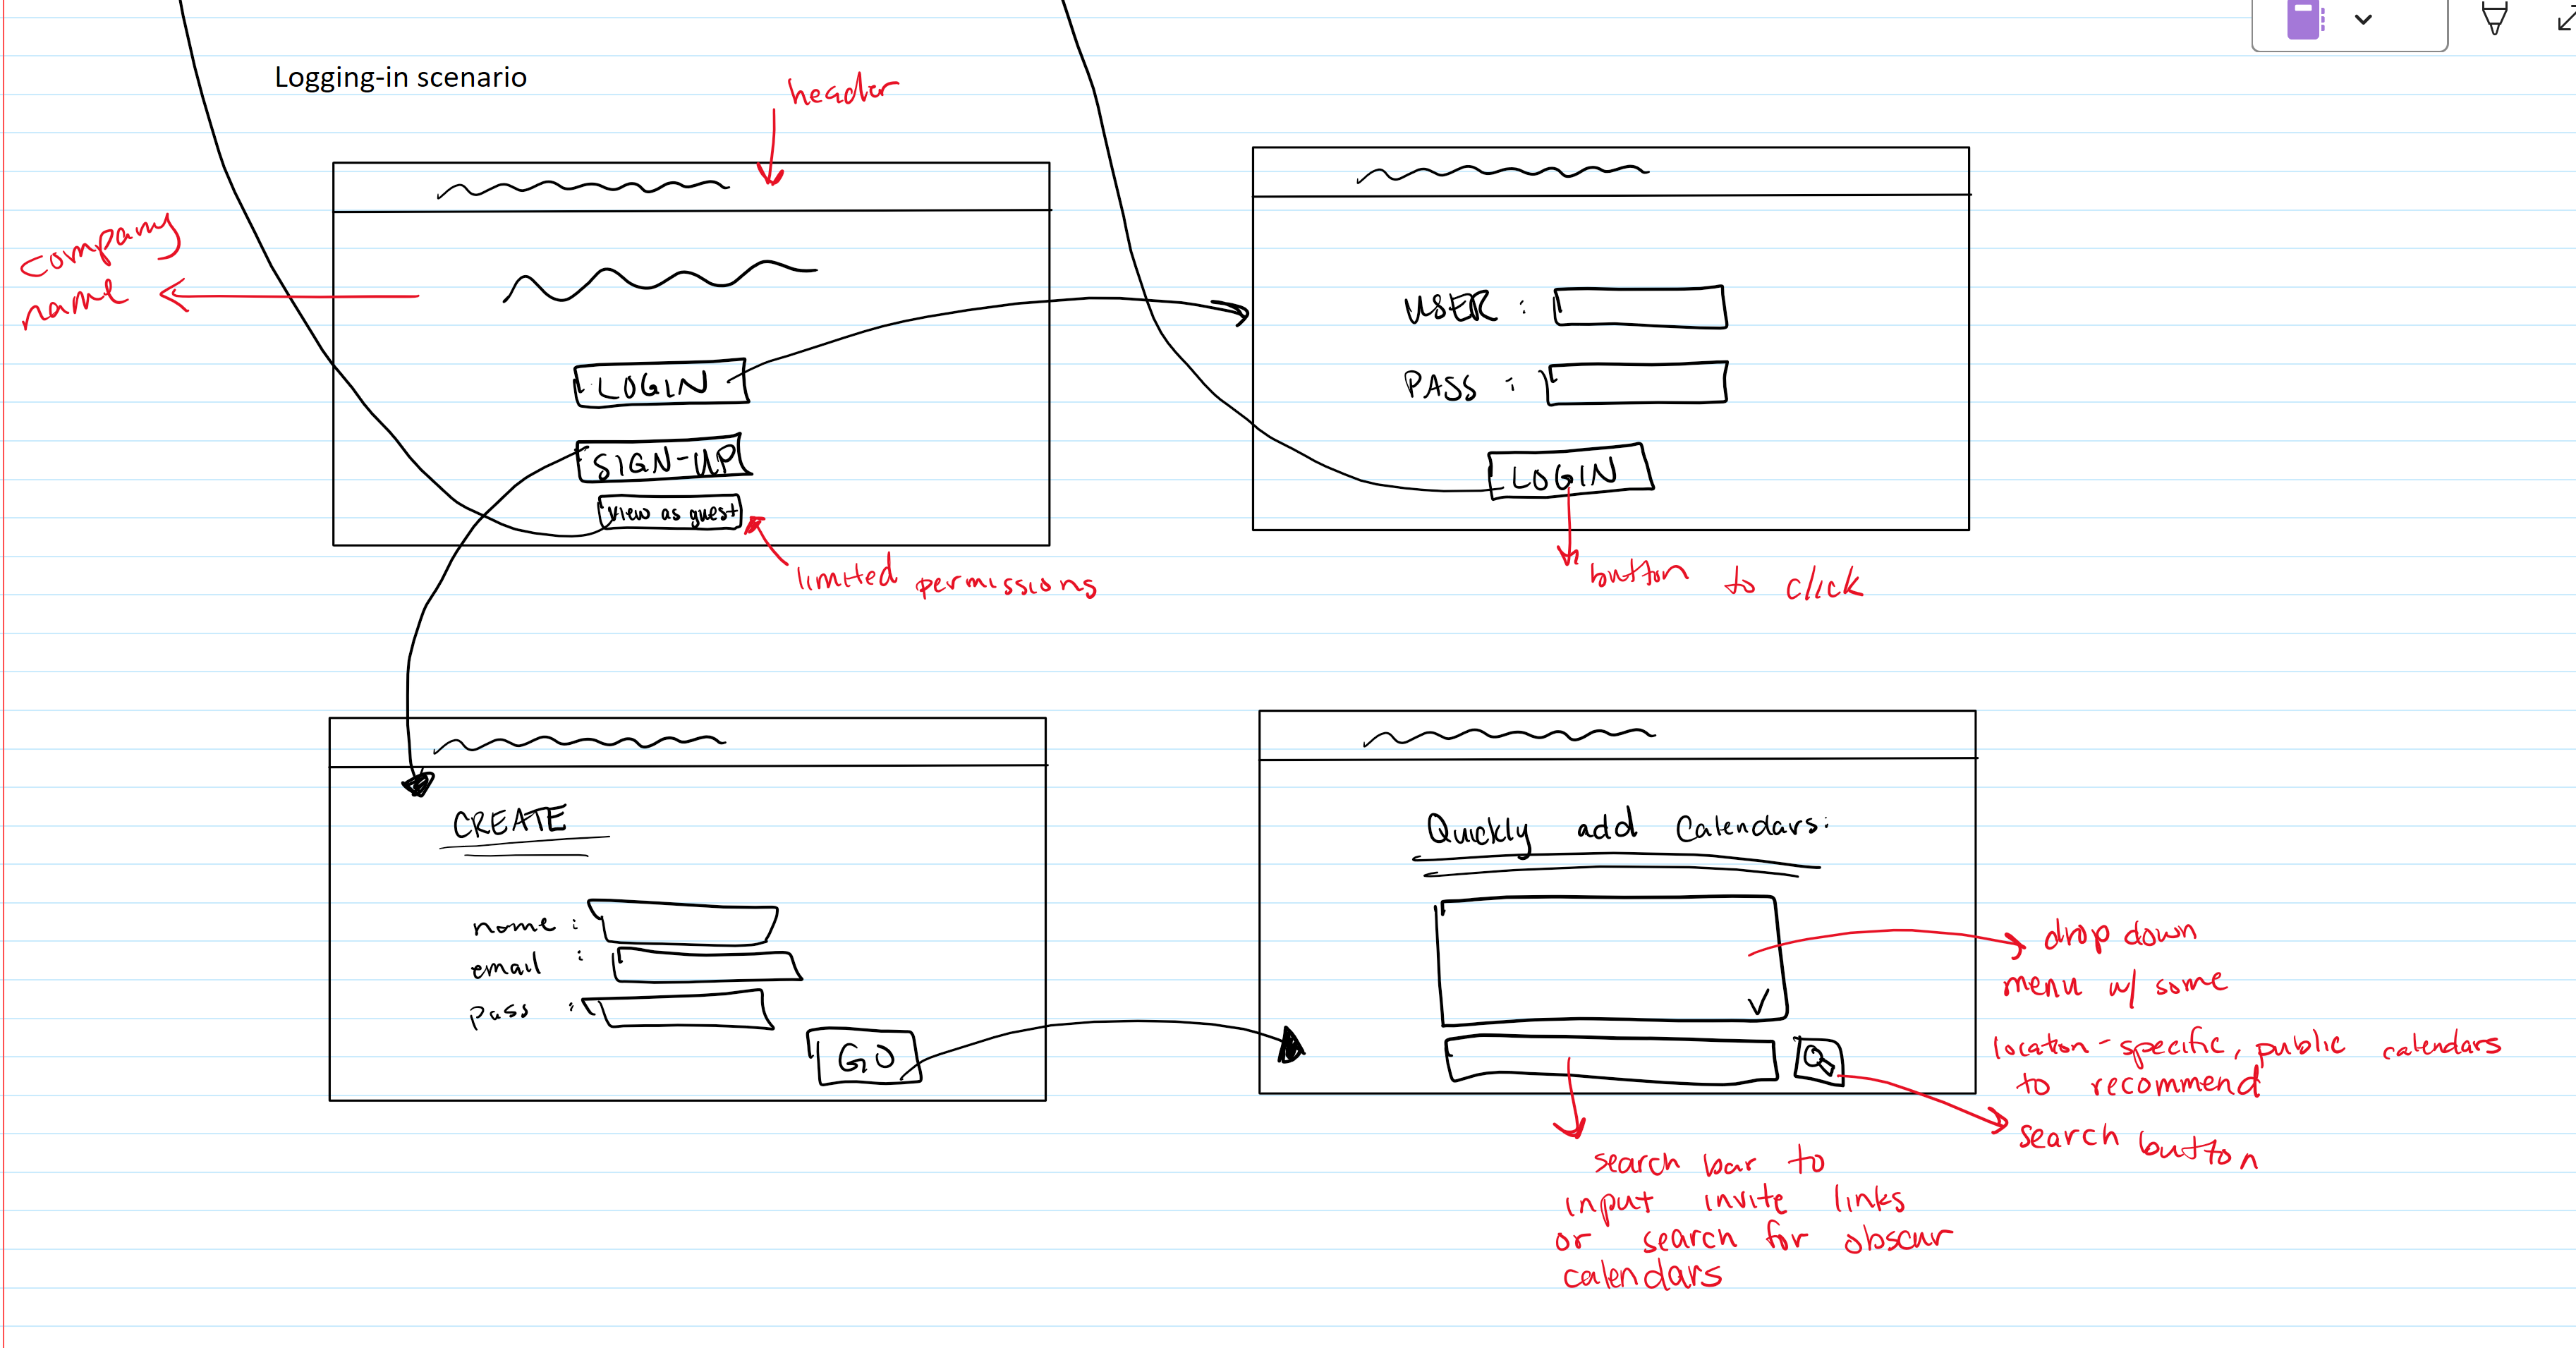 Logging-in scenario
header
company
name
LOGIN
SIGN-UP
View as guest
limited permissions
USER :
PASS :
LOGIN
button to click
CREATE
name :
email :
Pass :
GO
Quickly add Calendars:
drop down
menu w/ some
location-specific, public calendars
to recommend
search button
search bar to
input invite links
or search for obscur
calendars